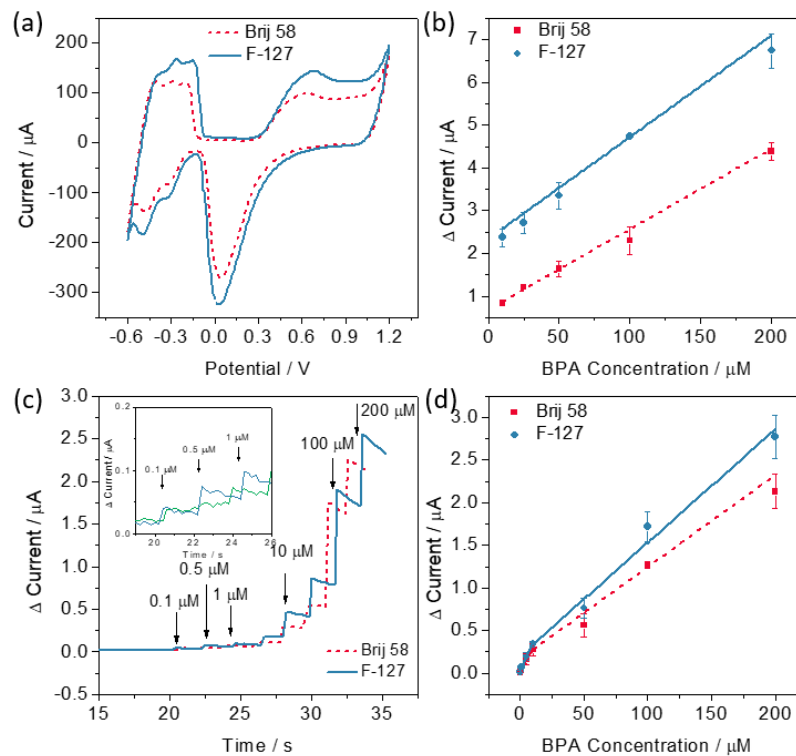 (a)
Brij 58
F-127
200
100
0
-100
-200
-300
Current / μA
-0.6
-0.3
0.0
0.3
0.6
0.9
1.2
Potential / V
(b)
Brij 58
F-127
7
6
5
4
3
2
1
Δ Current / μA
0
50
100
150
200
BPA Concentration / μM
(c)
3.0
2.5
2.0
1.5
1.0
0.5
0.0
-0.5
Δ Current / μA
0.2
0.1
0.0
Δ Current / μA
0.1 μM
0.5 μM
1 μM
20
22
24
26
Time / s
0.1 μM
0.5 μM
1 μM
10 μM
100 μM
200 μM
Brij 58
F-127
15
20
25
30
35
Time / s
(d)
Brij 58
F-127
3.0
2.5
2.0
1.5
1.0
0.5
0.0
Δ Current / μA
0
50
100
150
200
BPA Concentration / μM